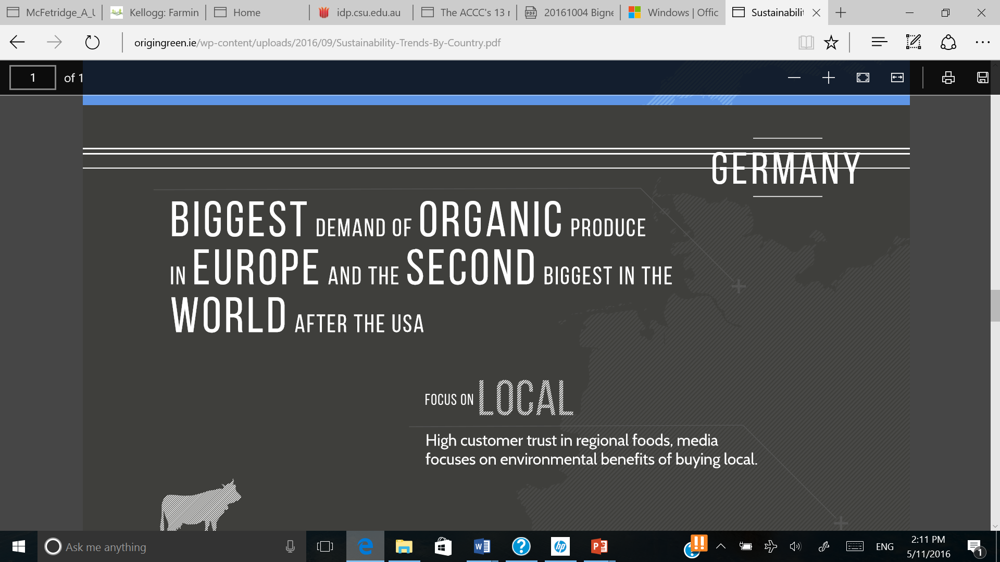 McFetridge_A_U
Kellogg: Farmin
Home
idp.csu.edu.au
The ACCC's 13 r
20161004 Bigne
Windows | Offic
Sustainabilit
origingreen.ie/wp-content/uploads/2016/09/Sustainability-Trends-By-Country.pdf
1 of 1
GERMANY
BIGGEST DEMAND OF ORGANIC PRODUCE
IN EUROPE AND THE SECOND BIGGEST IN THE
WORLD AFTER THE USA
FOCUS ON LOCAL
High customer trust in regional foods, media
focuses on environmental benefits of buying local.
Ask me anything
ENG
2:11 PM
5/11/2016
1